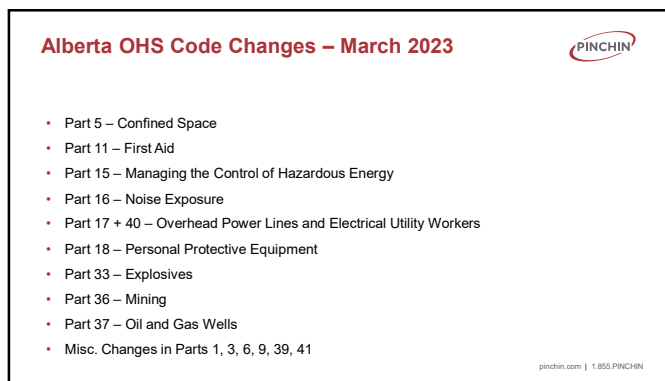 Alberta OHS Code Changes – March 2023
PINCHIN
• Part 5 – Confined Space
• Part 11 – First Aid
• Part 15 – Managing the Control of Hazardous Energy
• Part 16 – Noise Exposure
• Part 17 + 40 – Overhead Power Lines and Electrical Utility Workers
• Part 18 – Personal Protective Equipment
• Part 33 – Explosives
• Part 36 – Mining
• Part 37 – Oil and Gas Wells
• Misc. Changes in Parts 1, 3, 6, 9, 39, 41
pinchin.com | 1.855.PINCHIN